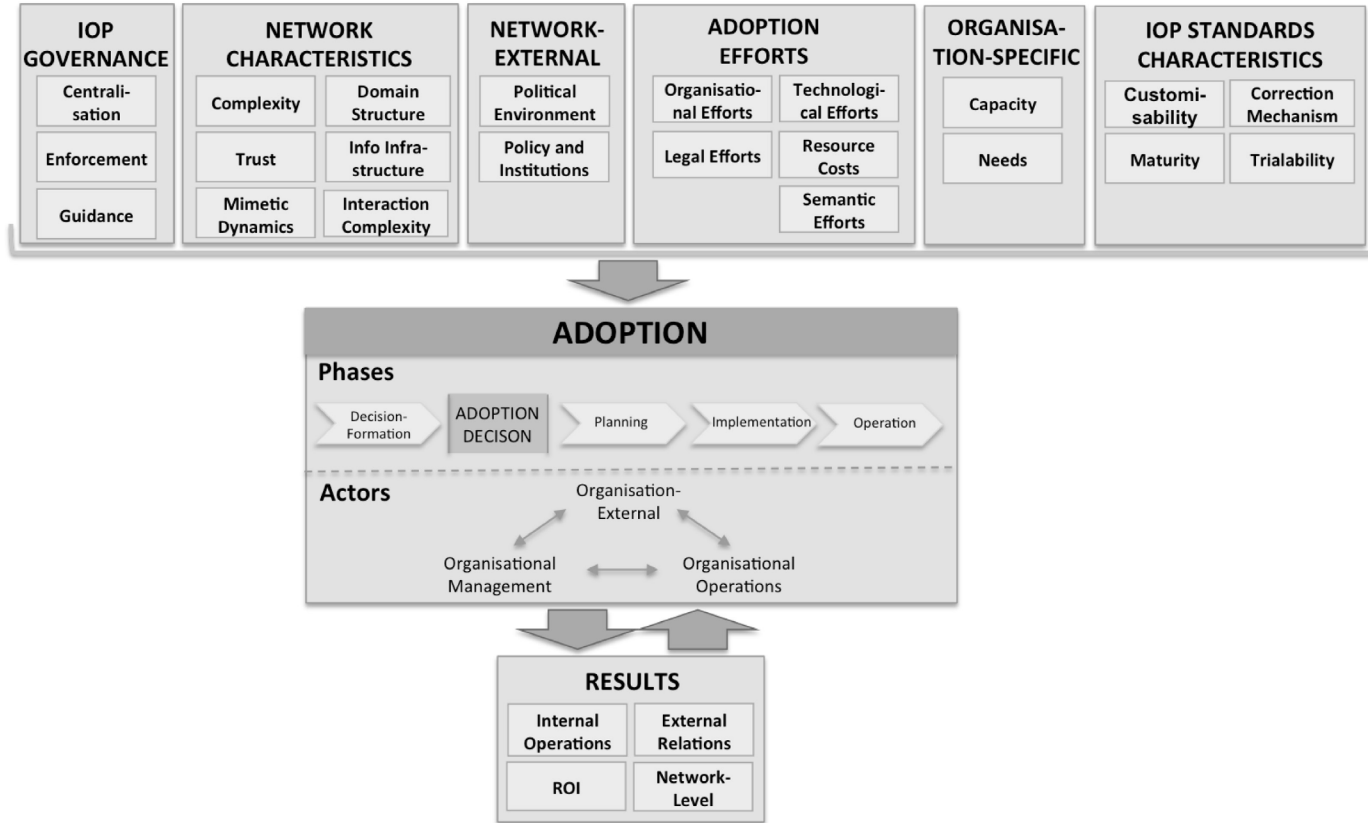 IOP
GOVERNANCE
Centrali-
sation
Enforcement
Guidance
NETWORK
CHARACTERISTICS
Complexity
Domain
Structure
Trust
Info Infra-
structure
Mimetic
Dynamics
Interaction
Complexity
NETWORK-
EXTERNAL
Political
Environment
Policy and
Institutions
ADOPTION
EFFORTS
Organisatio-
nal Efforts
Technologi-
cal Efforts
Legal Efforts
Resource
Costs
Semantic
Efforts
ORGANISA-
TION-SPECIFIC
Capacity
Needs
IOP STANDARDS
CHARACTERISTICS
Customi-
sability
Correction
Mechanism
Maturity
Trialability
ADOPTION
Phases
Decision-
Formation
ADOPTION
DECISON
Planning
Implementation
Operation
Actors
Organisation-
External
Organisational
Management
Organisational
Operations
RESULTS
Internal
Operations
External
Relations
ROI
Network-
Level